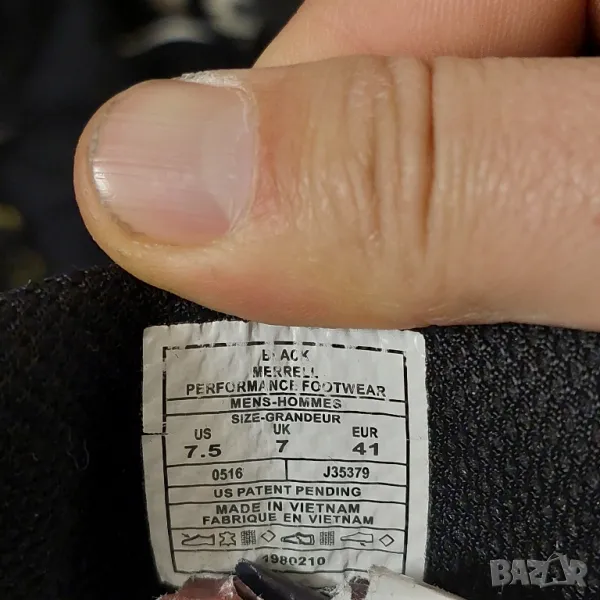 BLACK
MERRELL
PERFORMANCE FOOTWEAR
MENS-HOMMES
SIZE-GRANDEUR
US UK EUR
7.5 7 41
0516 J35379
US PATENT PENDING
MADE IN VIETNAM
FABRIQUE EN VIETNAM
1980210
BAZAR